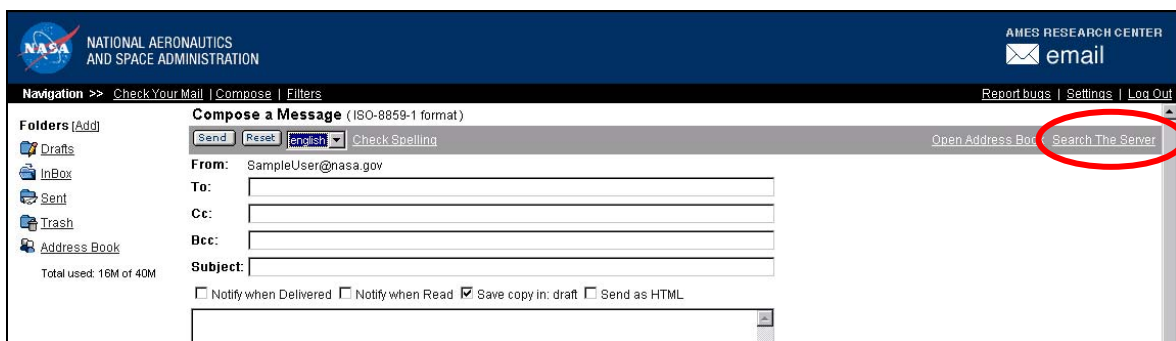 NASA
NATIONAL AERONAUTICS
AND SPACE ADMINISTRATION
AMES RESEARCH CENTER
email
Navigation >> Check Your Mail | Compose | Filters
Report bugs | Settings | Log Out
Folders [Add]
Drafts
InBox
Sent
Trash
Address Book
Total used: 16M of 40M
Compose a Message (ISO-8859-1 format)
Send Reset english Check Spelling
Open Address Book Search The Server
From: SampleUser@nasa.gov
To:
Cc:
Bcc:
Subject:
Notify when Delivered Notify when Read Save copy in: draft Send as HTML